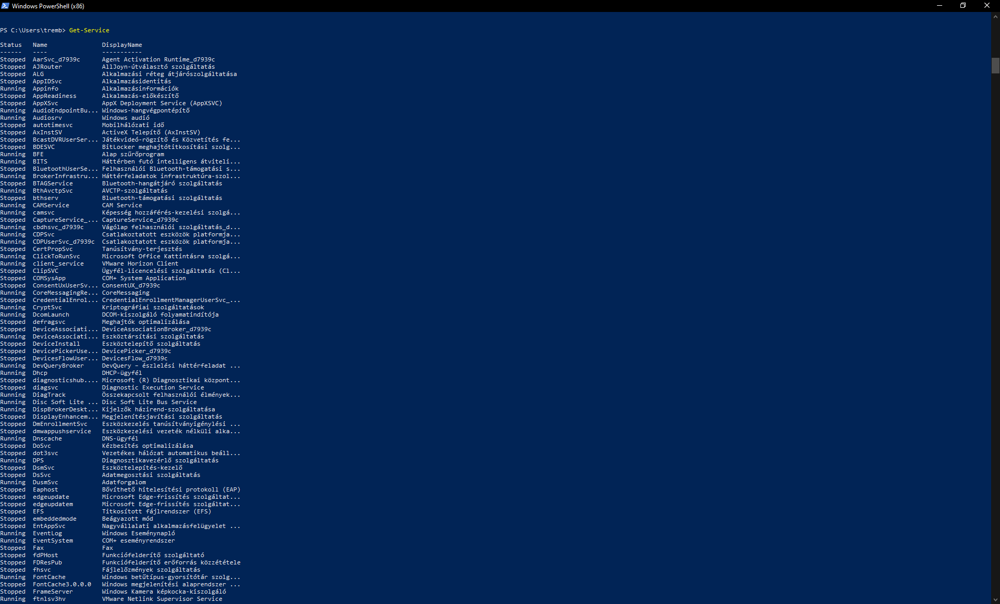 Windows PowerShell (x86)
PS C:\Users\tremb> Get-Service
Status   Name               DisplayName
------   ----               -----------
Stopped  AarSvc_d7939c      Agent Activation Runtime_d7939c
Stopped  AJRouter           AllJoyn-útválasztó szolgáltatás
Stopped  ALG                Alkalmazási réteg átjárószolgáltatása
Stopped  AppIDSvc           Alkalmazásidentitás
Running  Appinfo            Alkalmazásinformációk
Stopped  AppReadiness       Alkalmazás-előkészítő
Stopped  AppXSvc            AppX Deployment Service (AppXSVC)
Running  AudioEndpointBu... Windows-hangvégpontépítő
Running  Audiosrv           Windows audió
Stopped  autotimesvc        Mobilhálózati idő
Stopped  AxInstSV           ActiveX Telepítő (AxInstSV)
Stopped  BcastDVRUserSer... Játékvideó-rögzítő és Közvetítés fe...
Stopped  BDESVC             BitLocker meghajtótitkosítási szolg...
Running  BFE                Alap szűrőprogram
Running  BITS               Háttérben futó intelligens átviteli...
Stopped  BluetoothUserSe... Felhasználói Bluetooth-támogatási s...
Running  BrokerInfrastru... Háttérfeladatok infrastruktúra-szol...
Stopped  BTAGService        Bluetooth-hangátjáró szolgáltatás
Running  BthAvctpSvc        AVCTP-szolgáltatás
Stopped  bthserv            Bluetooth-támogatási szolgáltatás
Running  CAMService         CAM Service
Running  camsvc             Képesség hozzáférés-kezelési szolgá...
Stopped  CaptureService_... CaptureService_d7939c
Running  cbdhsvc_d7939c     Vágólap felhasználói szolgáltatás_d...
Running  CDPSvc             Csatlakoztatott eszközök platformja...
Running  CDPUserSvc_d7939c  Csatlakoztatott eszközök platformja...
Stopped  CertPropSvc        Tanúsítvány-terjesztés
Running  ClickToRunSvc      Microsoft Office Kattintásra szolgá...
Running  client_service     VMware Horizon Client
Stopped  ClipSVC            Ügyfél-licencelési szolgáltatás (Cl...
Stopped  COMSysApp          COM+ System Application
Stopped  ConsentUxUserSv... ConsentUX_d7939c
Running  CoreMessagingRe... CoreMessaging
Stopped  CredentialEnrol... CredentialEnrollmentManagerUserSvc_...
Running  CryptSvc           Kriptográfiai szolgáltatások
Running  DcomLaunch         DCOM-kiszolgáló folyamatindítója
Stopped  defragsvc          Meghajtók optimalizálása
Stopped  DeviceAssociati... DeviceAssociationBroker_d7939c
Running  DeviceAssociati... Eszköztársítási szolgáltatás
Stopped  DeviceInstall      Eszköztelepítő szolgáltatás
Stopped  DevicePickerUse... DevicePicker_d7939c
Stopped  DevicesFlowUser... DevicesFlow_d7939c
Running  DevQueryBroker     DevQuery – észlelési háttérfeladat ...
Running  Dhcp               DHCP-ügyfél
Stopped  diagnosticshub.... Microsoft (R) Diagnosztikai központ...
Stopped  diagsvc            Diagnostic Execution Service
Running  DiagTrack          Összekapcsolt felhasználói élmények...
Running  Disc Soft Lite ... Disc Soft Lite Bus Service
Running  DispBrokerDeskt... Kijelzők házirend-szolgáltatása
Stopped  DisplayEnhancem... Megjelenítésjavítási szolgáltatás
Stopped  DmEnrollmentSvc    Eszközkezelés tanúsítványigénylési ...
Stopped  dmwappushservice   Eszközkezelési vezeték nélküli alka...
Running  Dnscache           DNS-ügyfél
Stopped  DoSvc              Kézbesítés optimalizálása
Stopped  dot3svc            Vezetékes hálózat automatikus beáll...
Running  DPS                Diagnosztikavezérlő szolgáltatás
Stopped  DsmSvc             Eszköztelepítés-kezelő
Stopped  DsSvc              Adatmegosztási szolgáltatás
Running  DusmSvc            Adatforgalom
Stopped  Eaphost            Bővíthető hitelesítési protokoll (EAP)
Stopped  edgeupdate         Microsoft Edge-frissítés szolgáltat...
Stopped  edgeupdatem        Microsoft Edge-frissítés szolgáltat...
Stopped  EFS                Titkosított fájlrendszer (EFS)
Stopped  embeddedmode       Beágyazott mód
Stopped  EntAppSvc          Nagyvállalati alkalmazásfelügyelet ...
Running  EventLog           Windows Eseménynapló
Running  EventSystem        COM+ eseményrendszer
Stopped  Fax                Fax
Stopped  fdPHost            Funkciófelderítő szolgáltató
Stopped  FDResPub           Funkciófelderítő erőforrás közzététele
Stopped  fhsvc              Fájlelőzmények szolgáltatás
Running  FontCache          Windows betűtípus-gyorsítótár szolg...
Stopped  FontCache3.0.0.0   Windows megjelenítési alaprendszer ...
Stopped  FrameServer        Windows Kamera képkocka-kiszolgáló
Running  ftnlsv3hv          VMware Netlink Supervisor Service